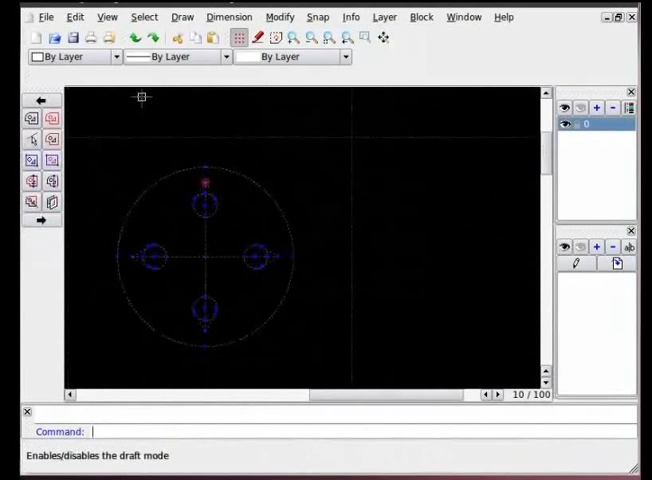 File Edit View Select Draw Dimension Modify Snap Info Layer Block Window Help
By Layer By Layer By Layer
0
ab
10 / 100
Command:
Enables/disables the draft mode